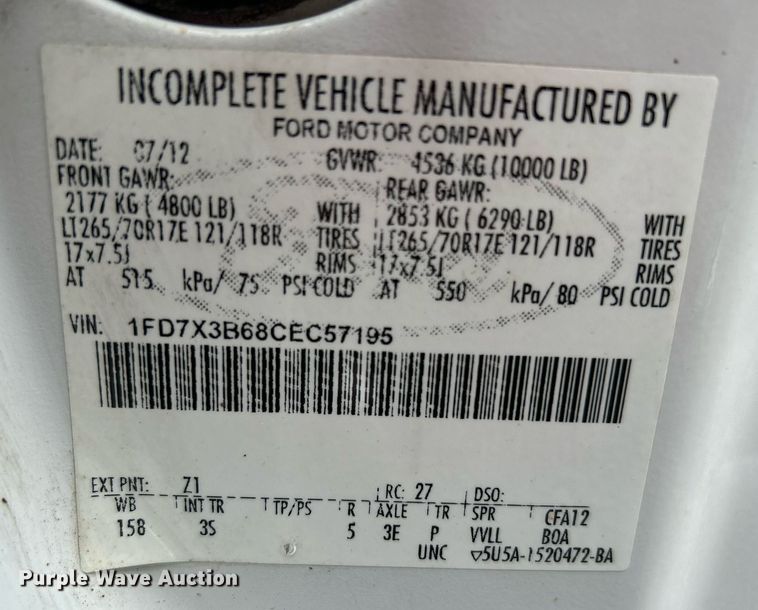 INCOMPLETE VEHICLE MANUFACTURED BY
FORD MOTOR COMPANY
DATE: 07/12 GVWR: 4536 KG (10000 LB)
FRONT GAWR: REAR GAWR:
2177 KG ( 4800 LB) WITH 2853 KG ( 6290 LB) WITH
LT265/70R17E 121/118R TIRES LT265/70R17E 121/118R TIRES
17x7.5J RIMS 17x7.5J RIMS
AT 515 kPa/ 75 PSI COLD AT 550 kPa/ 80 PSI COLD
VIN: 1FD7X3B68CEC57195
EXT PNT: Z1 RC: 27 DSO:
WB INT TR TP/PS R AXLE TR SPR CFA12
158 3S 5 3E P VVLL BOA
UNC ▽5U5A-1520472-BA
Purple Wave Auction